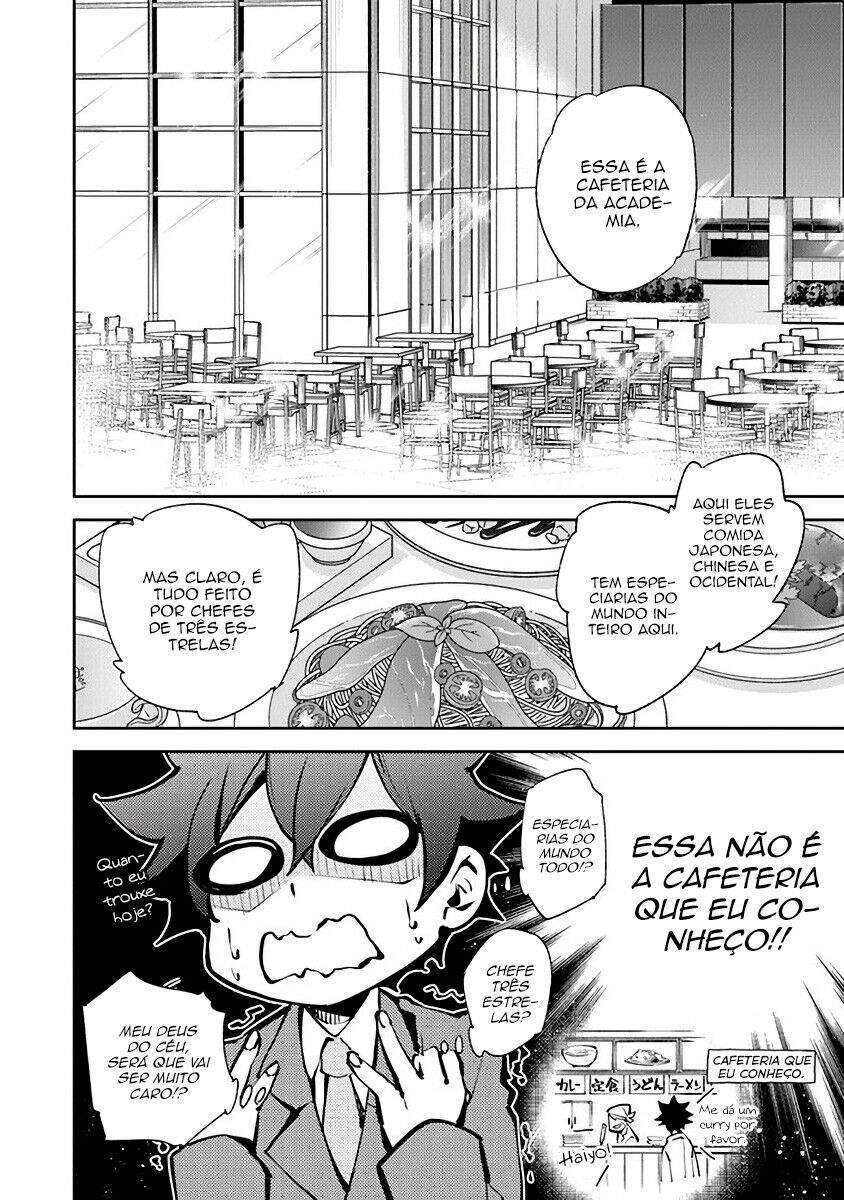 ESSA É A
CAFETERIA
DA ACADE-
MIA.
AQUI ELES
SERVEM
COMIDA
JAPONESA,
CHINESA E
OCIDENTAL!
TEM ESPE-
CIARIAS DO
MUNDO IN-
TEIRO AQUI.
MAS CLARO, É
TUDO FEITO
POR CHEFES
DE TRÊS ES-
TRELAS!
ESSA NÃO É
A CAFETERIA
QUE EU CO-
NHEÇO!!
CAFETERIA QUE
EU CONHEÇO.
カレー
定食
うどん
ラーメン
Me dá um
curry por
favor.
Haiyo!
ESPECIA-
RIAS DO
MUNDO
TODO!?
CHEFE
TRÊS
ESTRE-
LAS?
Quan-
to eu
trouxe
hoje?
MEU DEUS
DO CÉU,
SERÁ QUE VAI
SER MUITO
CARO!?